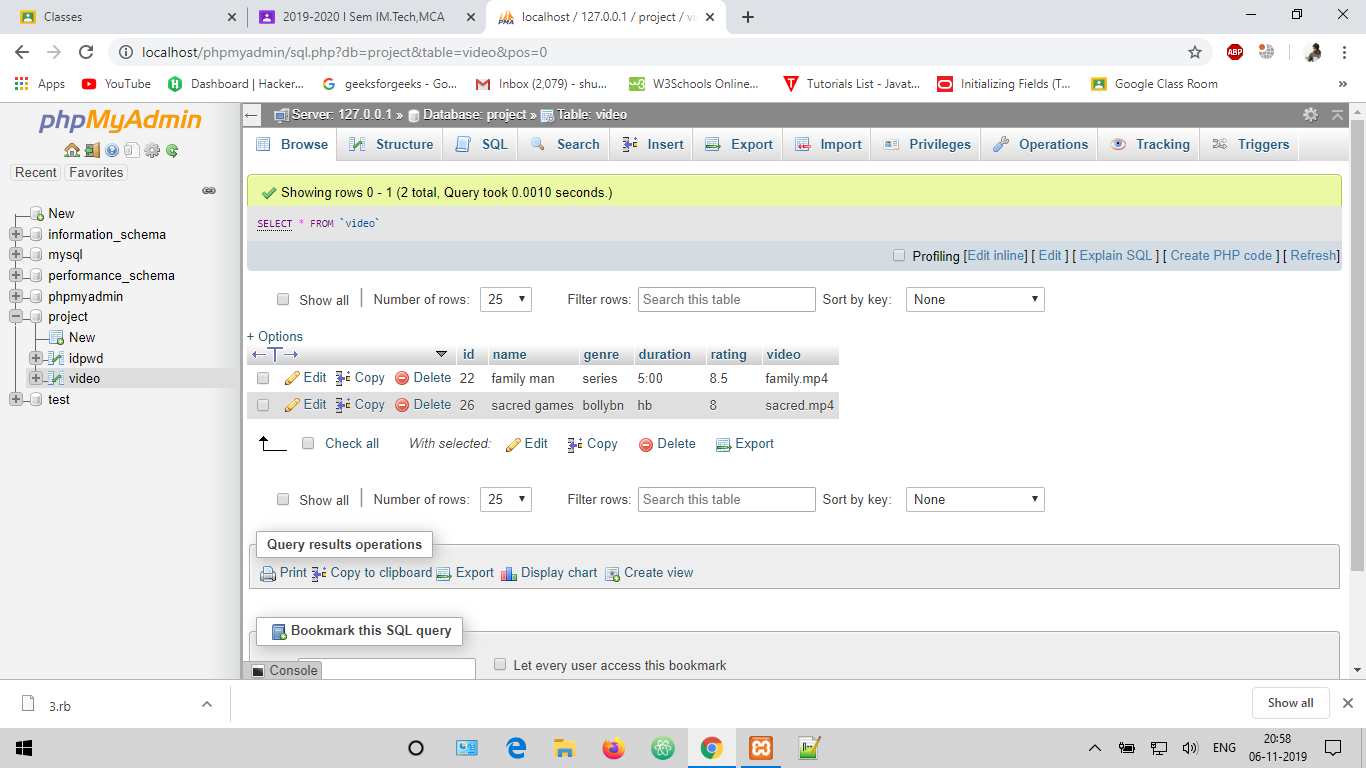 Classes
2019-2020 I Sem IM.Tech,MCA
localhost / 127.0.0.1 / project / vi
localhost/phpmyadmin/sql.php?db=project&table=video&pos=0
ABP
Apps YouTube Dashboard | Hacker... geeksforgeeks - Go... Inbox (2,079) - shu... W3Schools Online... Tutorials List - Javat... Initializing Fields (T... Google Class Room »
phpMyAdmin
Recent Favorites
New
information_schema
mysql
performance_schema
phpmyadmin
project
New
idpwd
video
test
Server: 127.0.0.1 » Database: project » Table: video
Browse Structure SQL Search Insert Export Import Privileges Operations Tracking Triggers
Showing rows 0 - 1 (2 total, Query took 0.0010 seconds.)
SELECT * FROM `video`
Profiling [Edit inline] [ Edit ] [ Explain SQL ] [ Create PHP code ] [ Refresh]
Show all | Number of rows: 25 Filter rows: Search this table Sort by key: None
+ Options
←T→ id name genre duration rating video
Edit Copy Delete 22 family man series 5:00 8.5 family.mp4
Edit Copy Delete 26 sacred games bollybn hb 8 sacred.mp4
Check all With selected: Edit Copy Delete Export
Show all | Number of rows: 25 Filter rows: Search this table Sort by key: None
Query results operations
Print Copy to clipboard Export Display chart Create view
Bookmark this SQL query
Let every user access this bookmark
Console
3.rb
Show all
ENG
20:58
06-11-2019